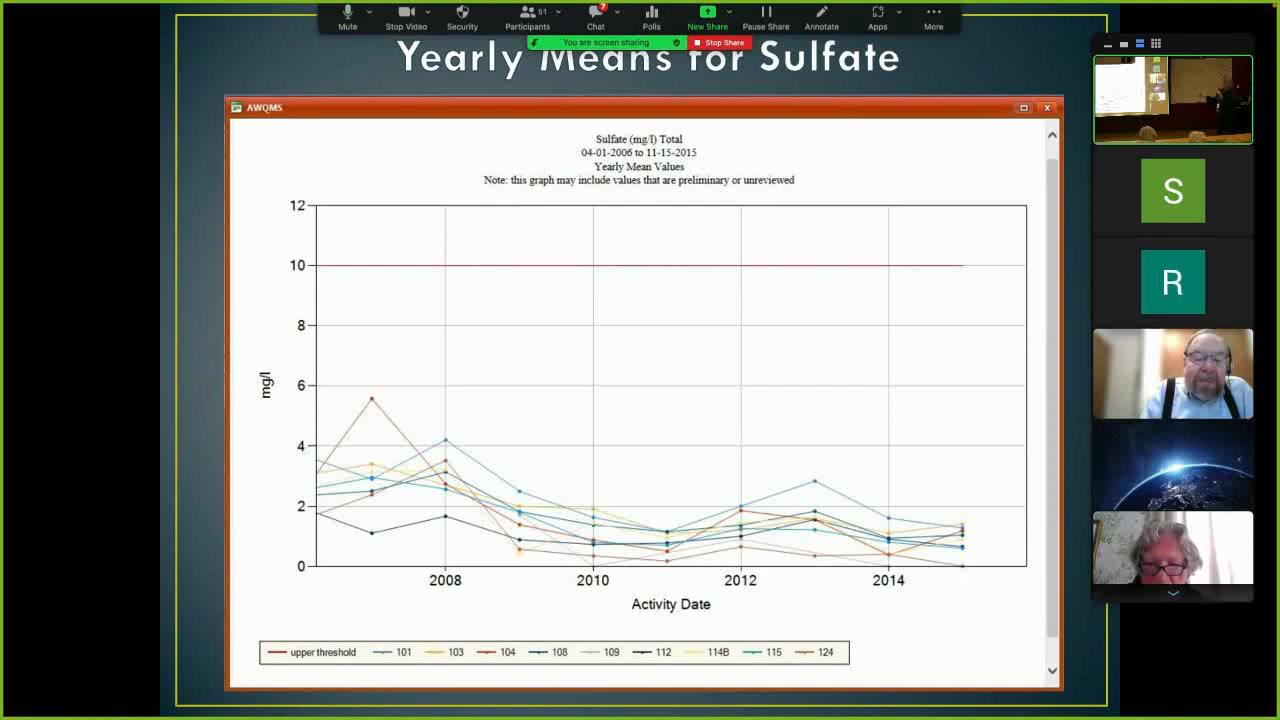 Mute Stop Video Security Participants 51 Chat 7 Polls New Share Pause Share Annotate Apps More
You are screen sharing Stop Share
Yearly Means for Sulfate
AWQMS
Sulfate (mg/l) Total
04-01-2006 to 11-15-2015
Yearly Mean Values
Note: this graph may include values that are preliminary or unreviewed
12
10
8
6
4
2
0
mg/l
2008 2010 2012 2014
Activity Date
upper threshold 101 103 104 108 109 112 114B 115 124
S
R